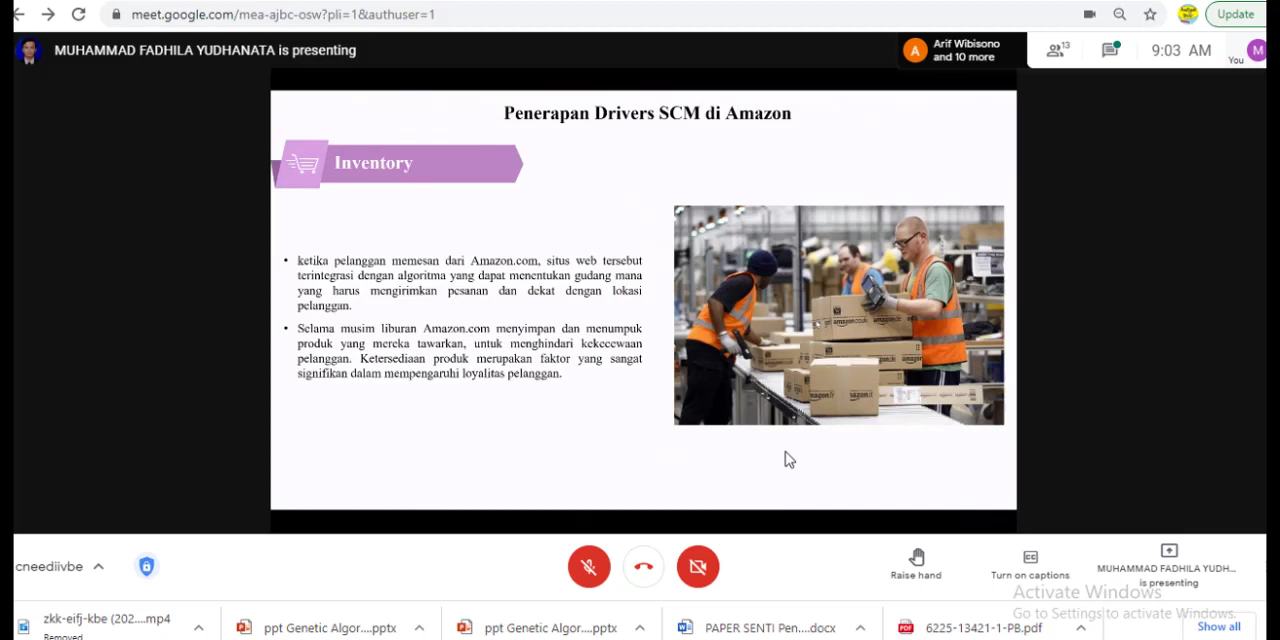 meet.google.com/mea-ajbc-osw?pli=1&authuser=1
Update
MUHAMMAD FADHILA YUDHANATA is presenting
A
Arif Wibisono
and 10 more
13
9:03 AM
You
M
Penerapan Drivers SCM di Amazon
Inventory
• ketika pelanggan memesan dari Amazon.com, situs web tersebut
terintegrasi dengan algoritma yang dapat menentukan gudang mana
yang harus mengirimkan pesanan dan dekat dengan lokasi
pelanggan.
• Selama musim liburan Amazon.com menyimpan dan menumpuk
produk yang mereka tawarkan, untuk menghindari kekecewaan
pelanggan. Ketersediaan produk merupakan faktor yang sangat
signifikan dalam mempengaruhi loyalitas pelanggan.
cneediivbe
Raise hand
Turn on captions
MUHAMMAD FADHILA YUDH...
is presenting
Activate Windows
Go to Settings to activate Windows.
zkk-eifj-kbe (202....mp4
Removed
ppt Genetic Algor....pptx
ppt Genetic Algor....pptx
PAPER SENTI Pen....docx
6225-13421-1-PB.pdf
Show all